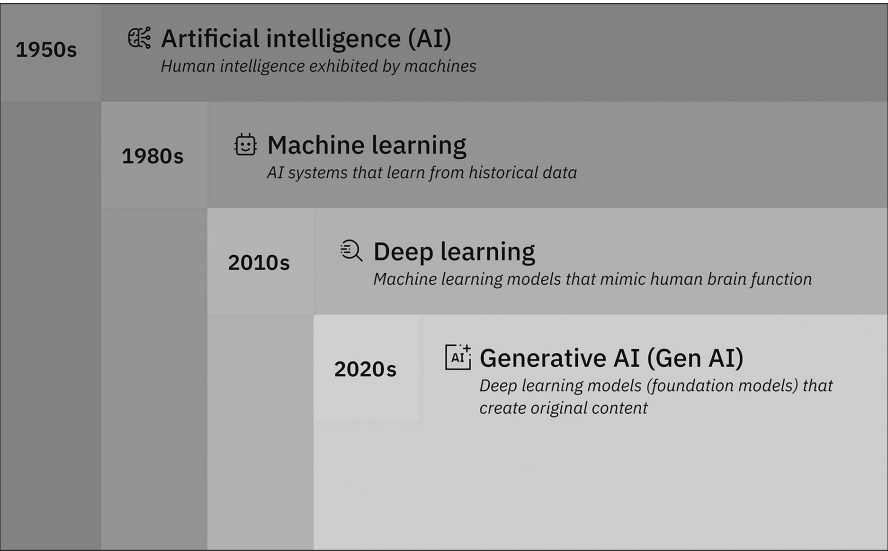 1950s
Artificial intelligence (AI)
Human intelligence exhibited by machines
1980s
Machine learning
AI systems that learn from historical data
2010s
Deep learning
Machine learning models that mimic human brain function
2020s
AI
Generative AI (Gen AI)
Deep learning models (foundation models) that
create original content